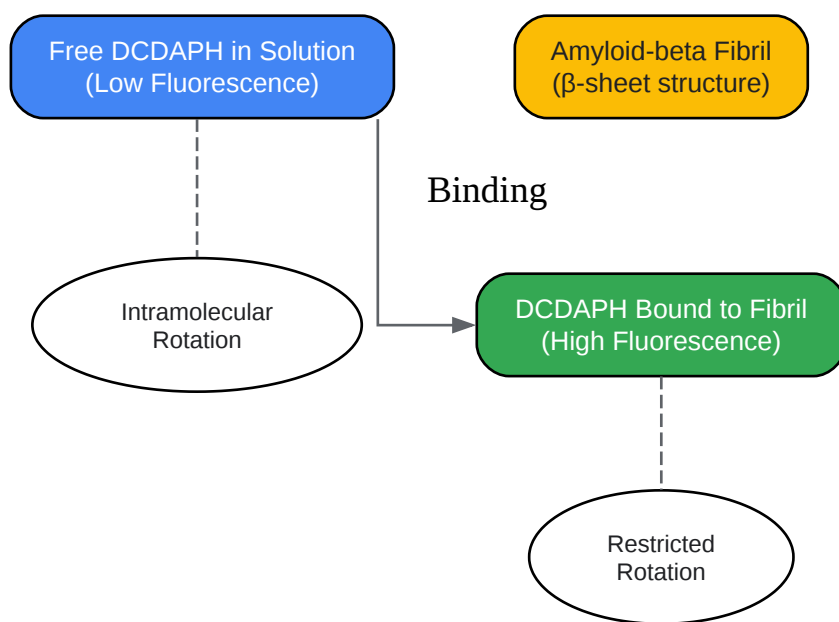 Free DCDAPH in Solution
(Low Fluorescence)
Amyloid-beta Fibril
(β-sheet structure)
Binding
Intramolecular
Rotation
DCDAPH Bound to Fibril
(High Fluorescence)
Restricted
Rotation